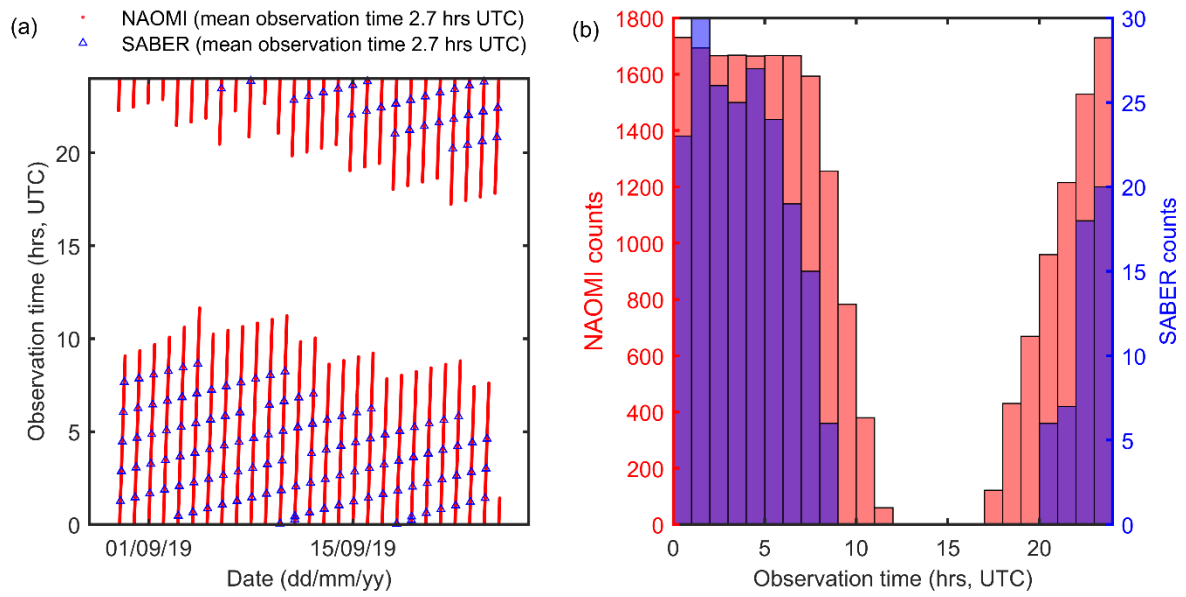 (a)
NAOMI (mean observation time 2.7 hrs UTC)
SABER (mean observation time 2.7 hrs UTC)
Observation time (hrs, UTC)
20
15
10
5
0
01/09/19 15/09/19
Date (dd/mm/yy)
(b)
NAOMI counts
1800
1600
1400
1200
1000
800
600
400
200
0
30
25
20
15
10
5
0
SABER counts
0 5 10 15 20
Observation time (hrs, UTC)